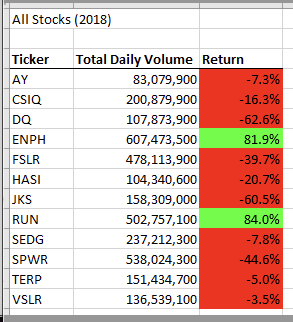 All Stocks (2018)
Ticker Total Daily Volume Return
AY 83,079,900 -7.3%
CSIQ 200,879,900 -16.3%
DQ 107,873,900 -62.6%
ENPH 607,473,500 81.9%
FSLR 478,113,900 -39.7%
HASI 104,340,600 -20.7%
JKS 158,309,000 -60.5%
RUN 502,757,100 84.0%
SEDG 237,212,300 -7.8%
SPWR 538,024,300 -44.6%
TERP 151,434,700 -5.0%
VSLR 136,539,100 -3.5%